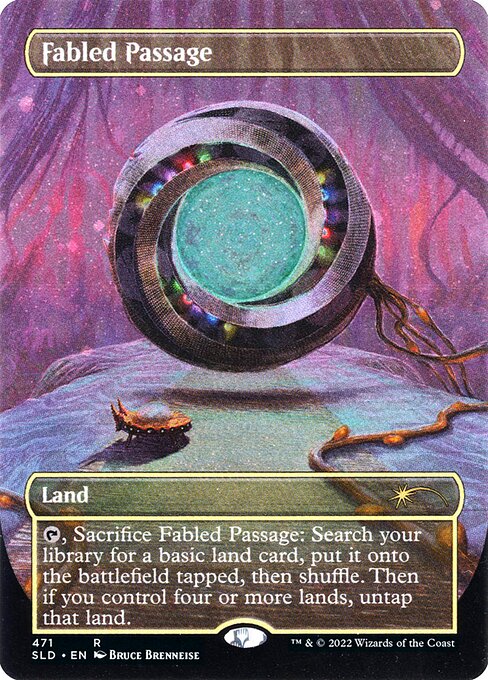 Fabled Passage
Land
, Sacrifice Fabled Passage: Search your
library for a basic land card, put it onto
the battlefield tapped, then shuffle. Then
if you control four or more lands, untap
that land.
471 R
SLD • EN Bruce Brenneise
™ & © 2022 Wizards of the Coast